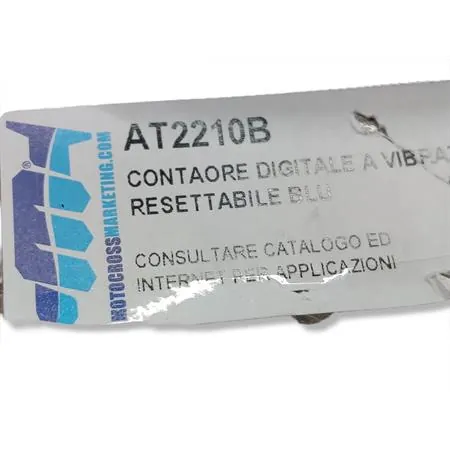 AT2210B
CONTAORE DIGITALE A VIBRA
RESETTABILE BLU
CONSULTARE CATALOGO ED
INTERNET PER APPLICAZIONI
MOTOCROSSMARKETING.COM
®